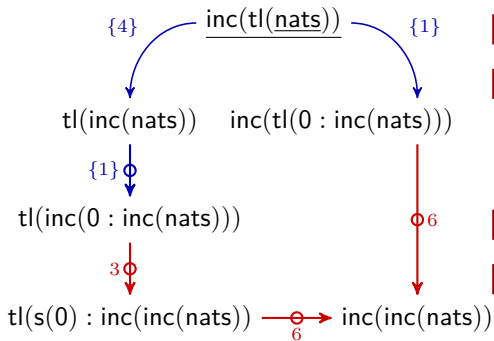 {4} inc(tl(nats)) {1}
tl(inc(nats)) inc(tl(0 : inc(nats)))
{1}
6
tl(inc(0 : inc(nats)))
3
tl(s(0) : inc(inc(nats)) inc(inc(nats))
6